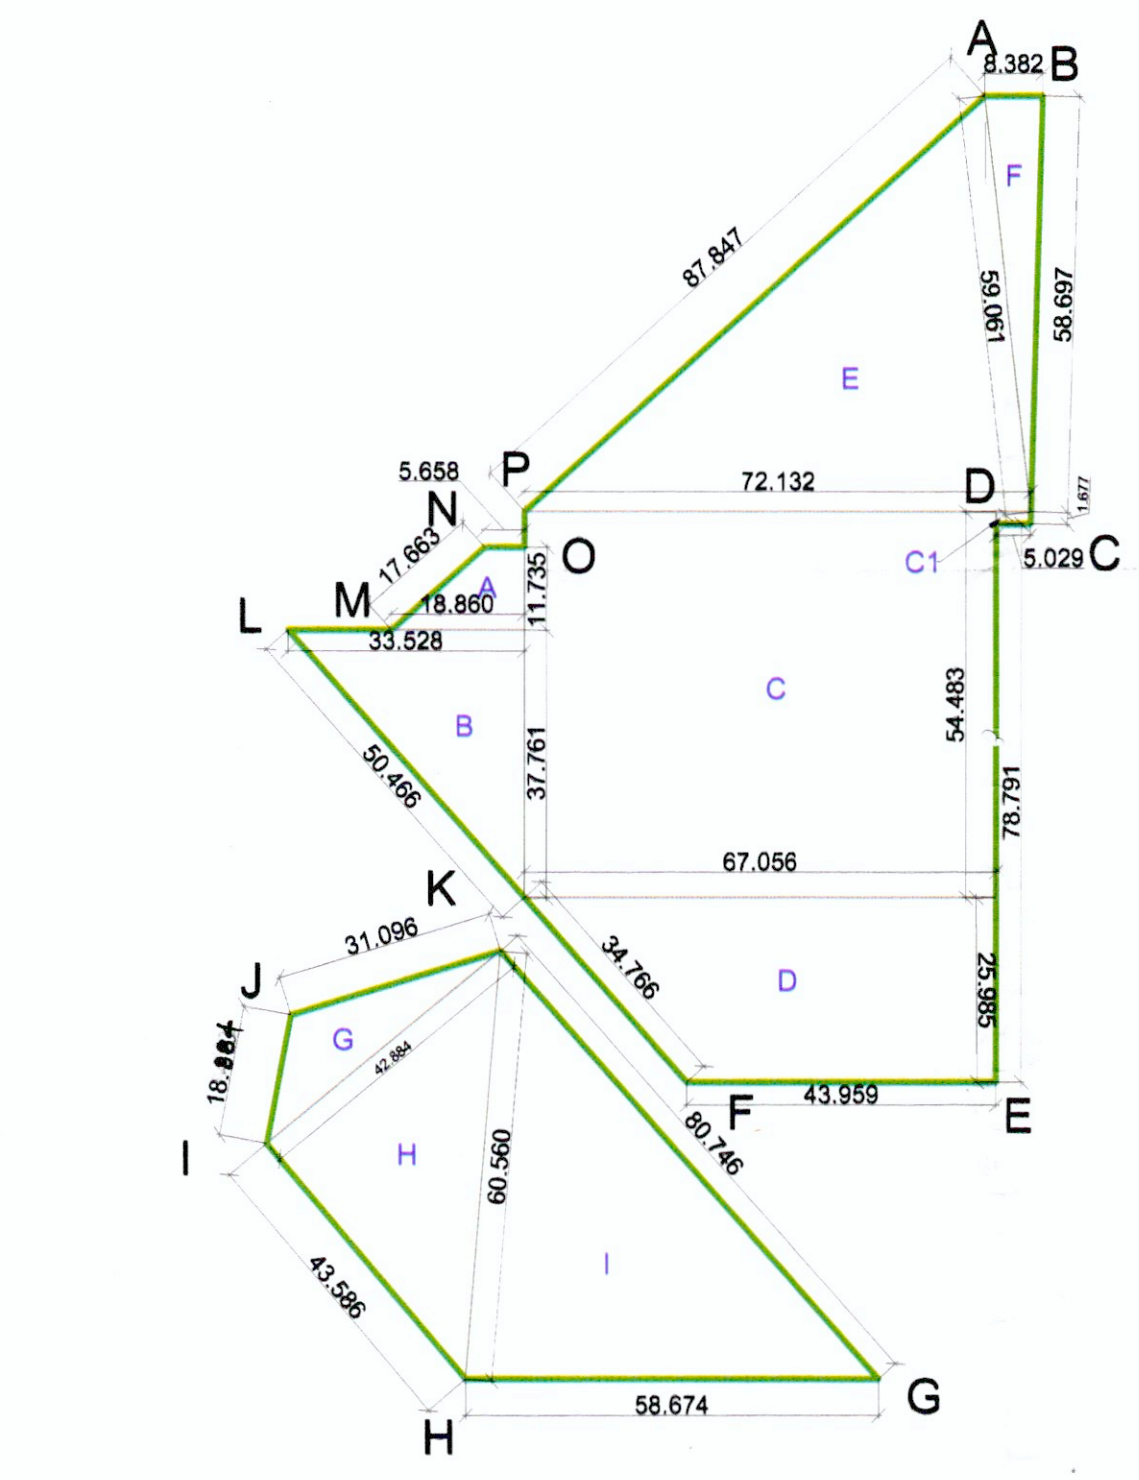 A
8.382 B
F
87.847
59.061
58.697
E
P
5.658
72.132
D
1.677
N
17.663
O
C1
5.029 C
A
M
18.860
11.735
L
33.528
C
54.483
B
50.466
37.761
78.791
67.056
K
31.096
34.766
D
25.985
J
G
42.884
F
43.959
E
80.746
I
H
60.560
I
43.586
58.674
G
H